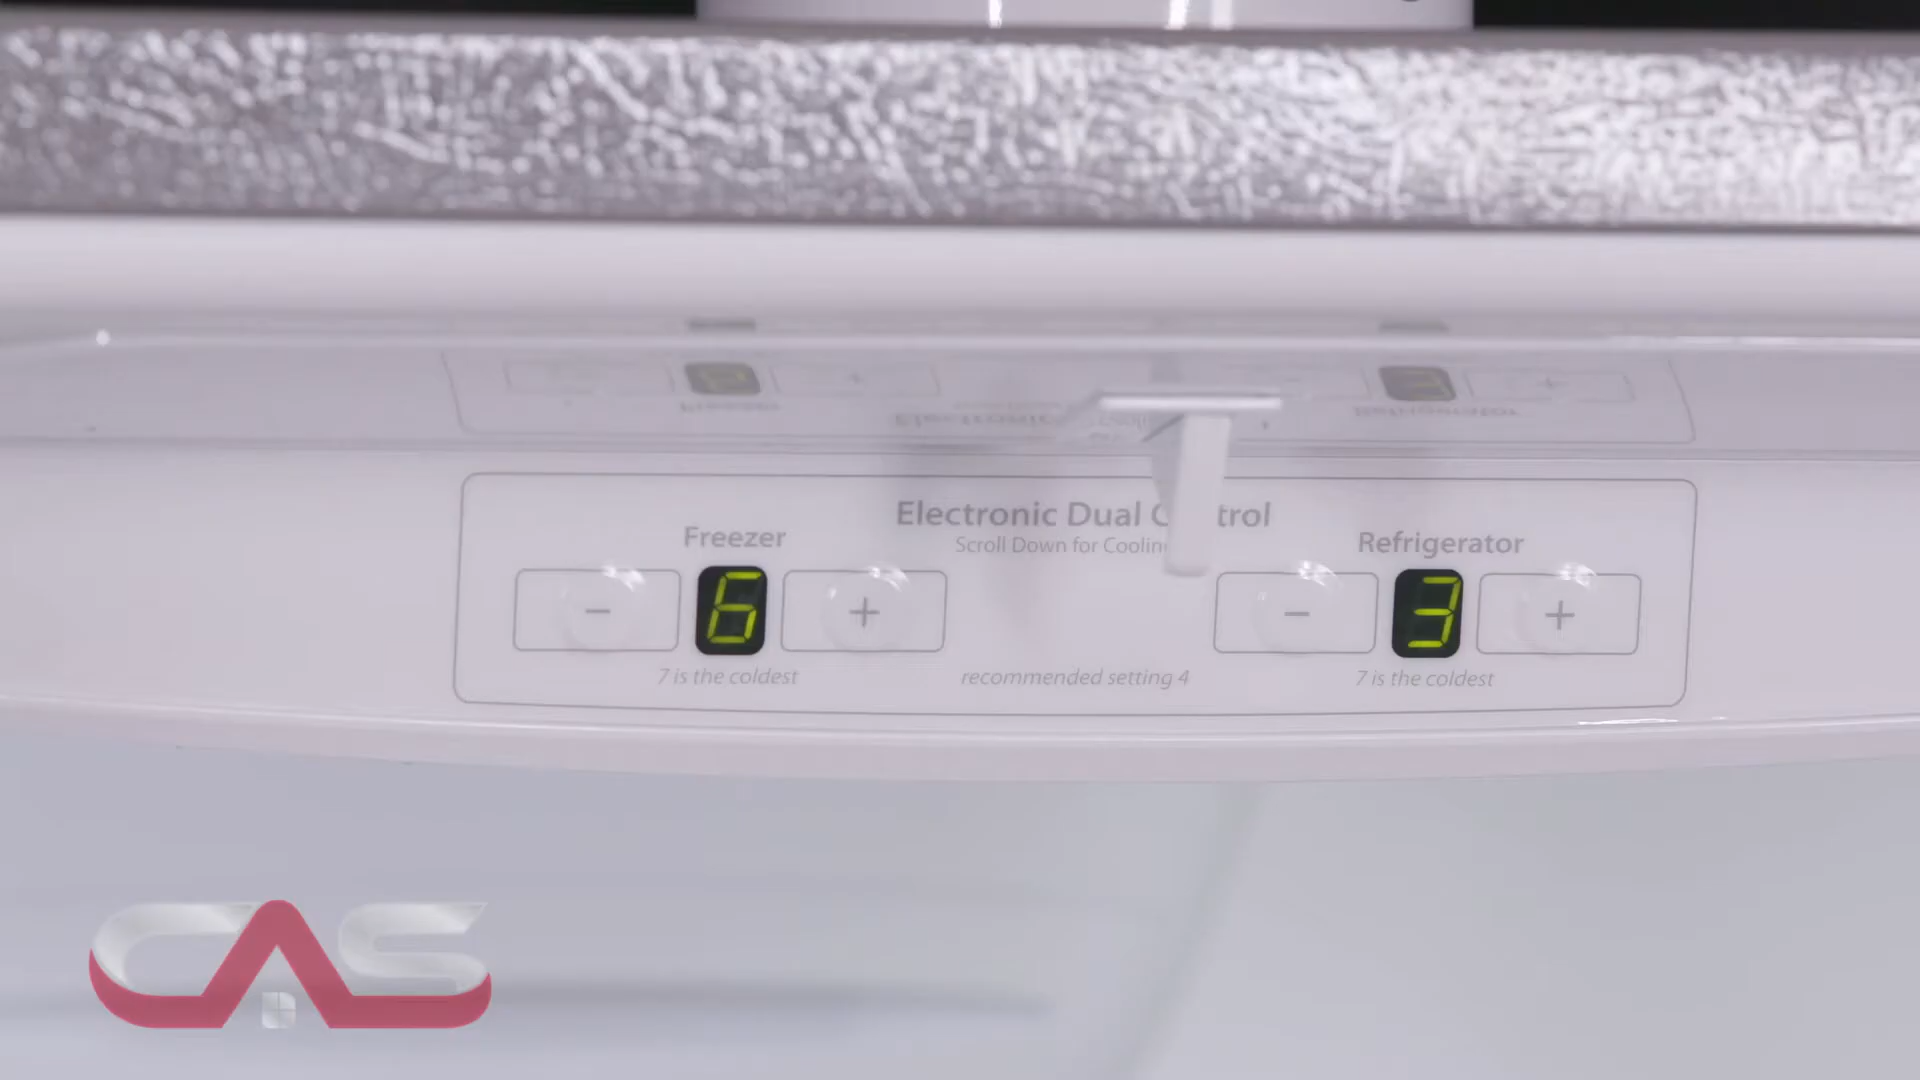 Electronic Dual C trol
Scroll Down for Coolin
Freezer
Refrigerator
− 6 +
− 3 +
7 is the coldest
recommended setting 4
7 is the coldest
CAS